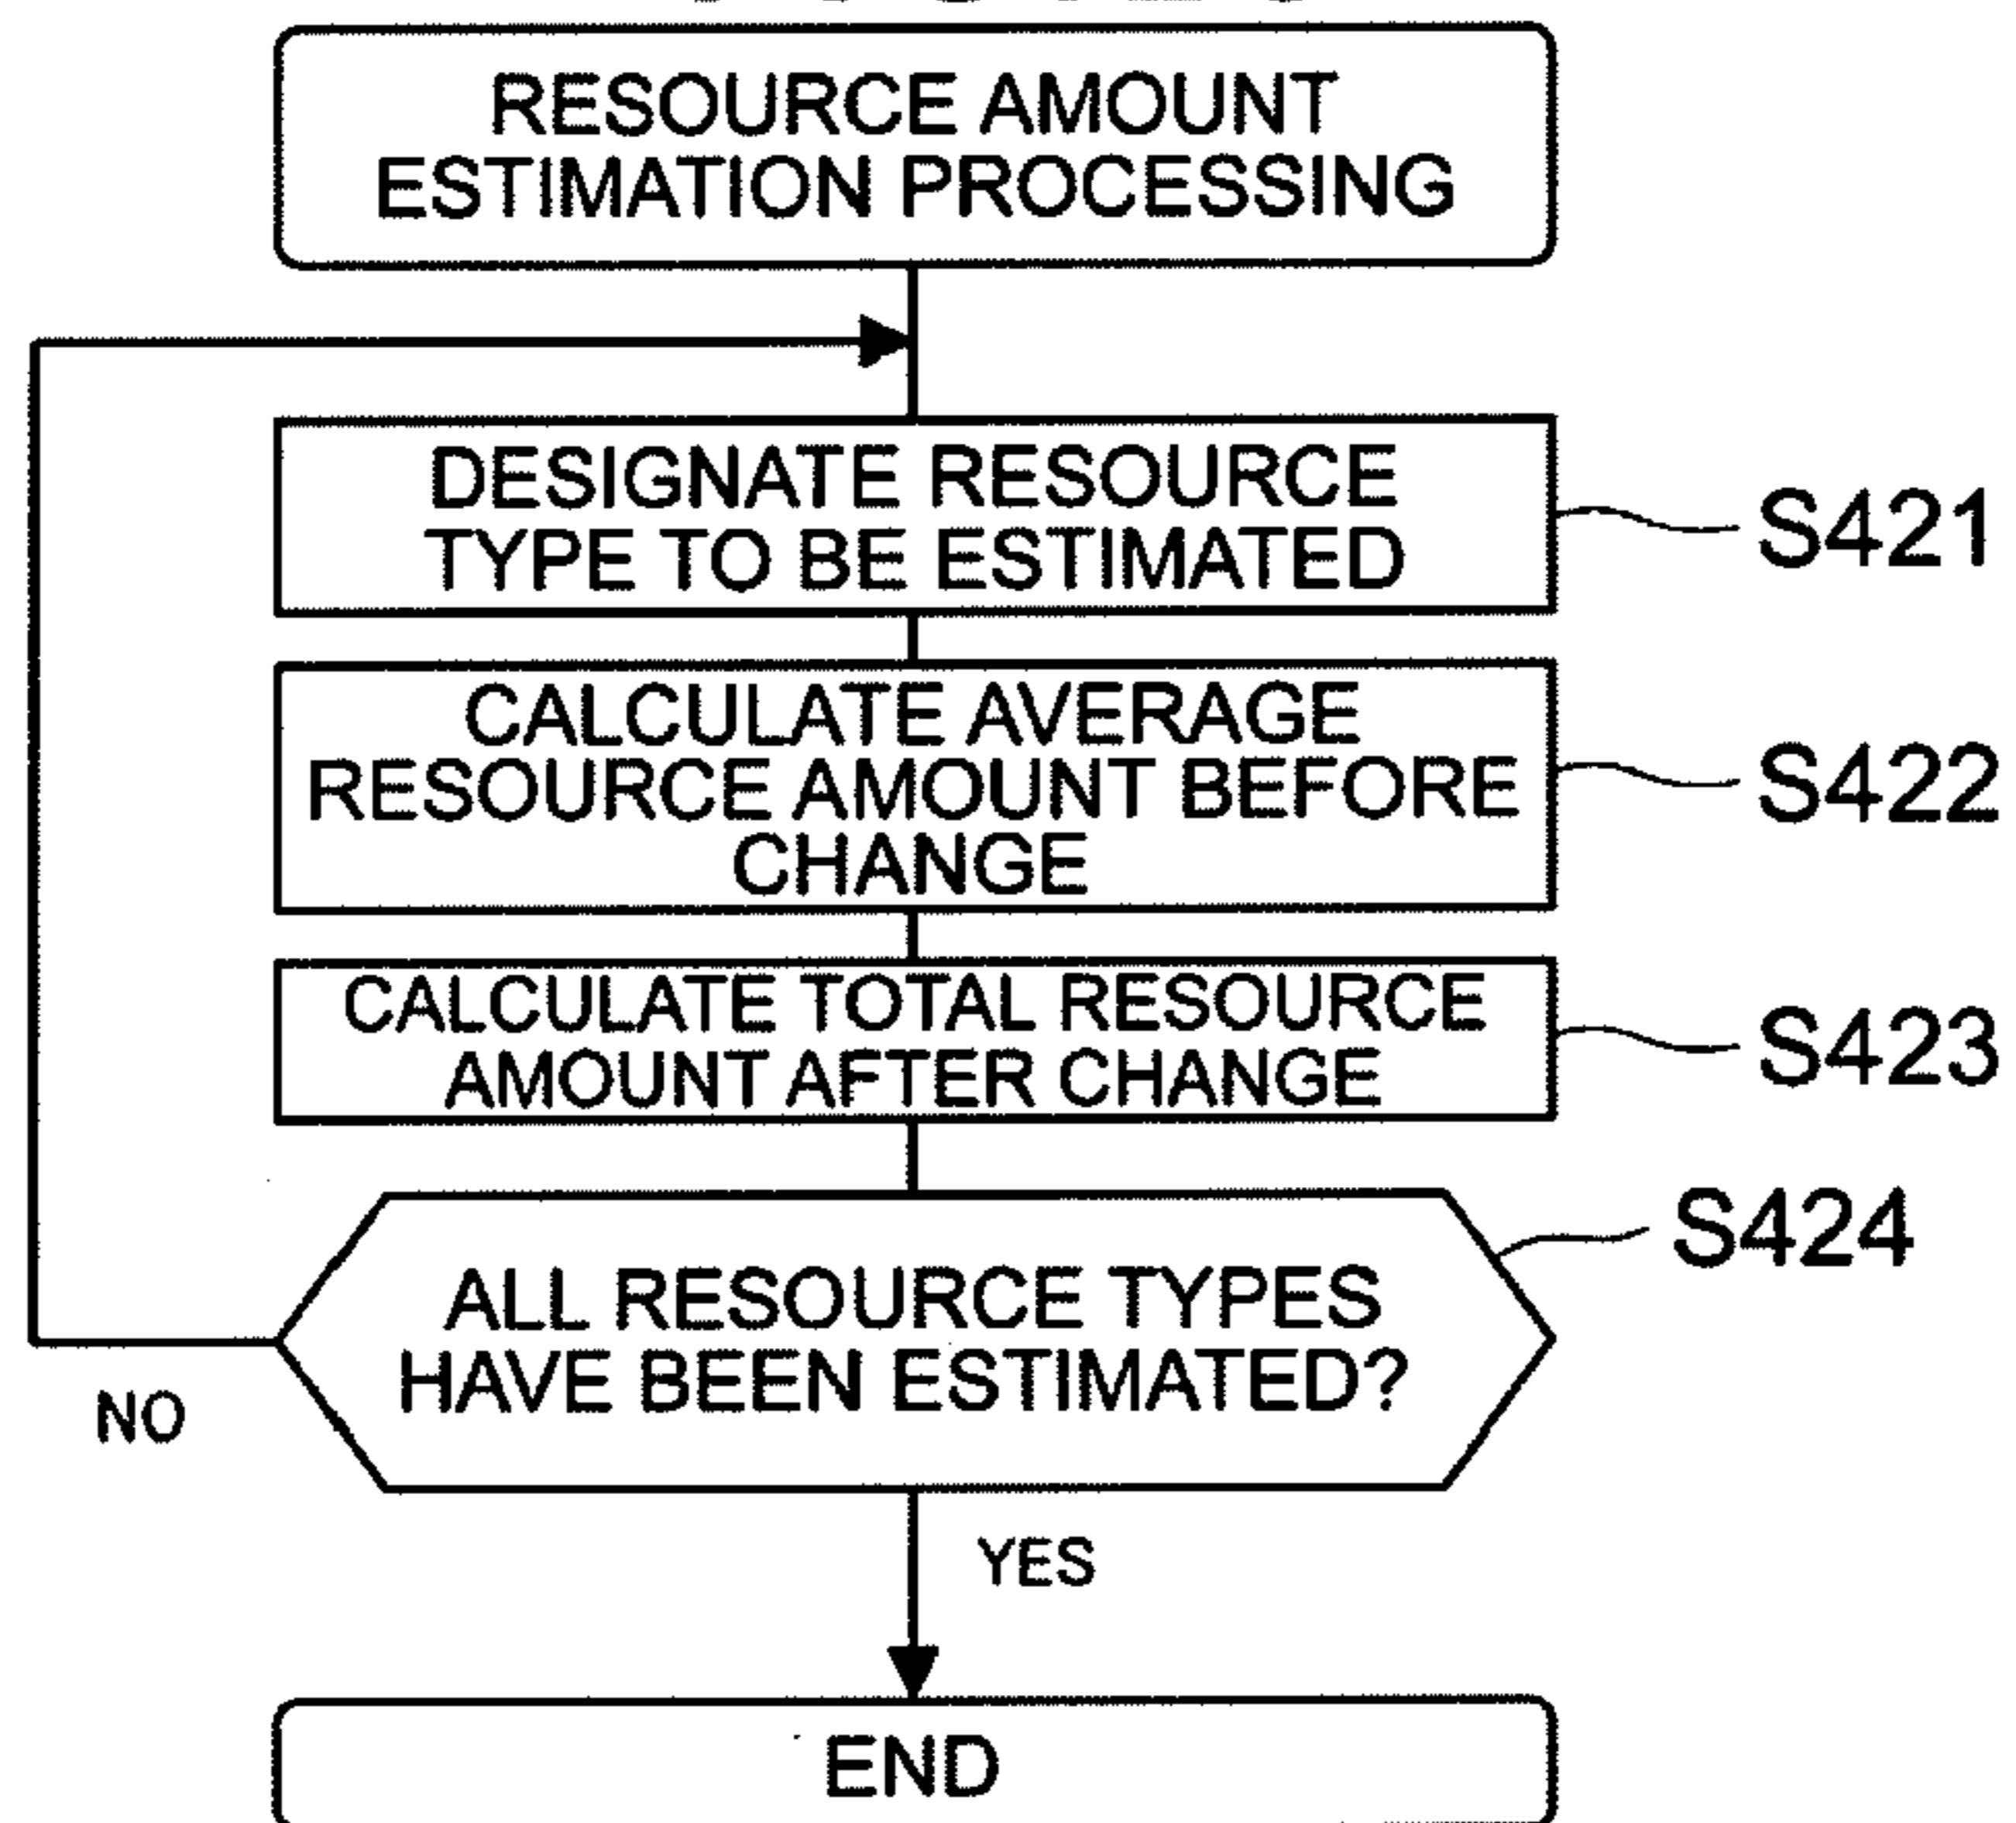 RESOURCE AMOUNT
ESTIMATION PROCESSING
DESIGNATE RESOURCE
TYPE TO BE ESTIMATED
S421
CALCULATE AVERAGE
RESOURCE AMOUNT BEFORE
CHANGE
S422
CALCULATE TOTAL RESOURCE
AMOUNT AFTER CHANGE
S423
S424
ALL RESOURCE TYPES
HAVE BEEN ESTIMATED?
NO
YES
END